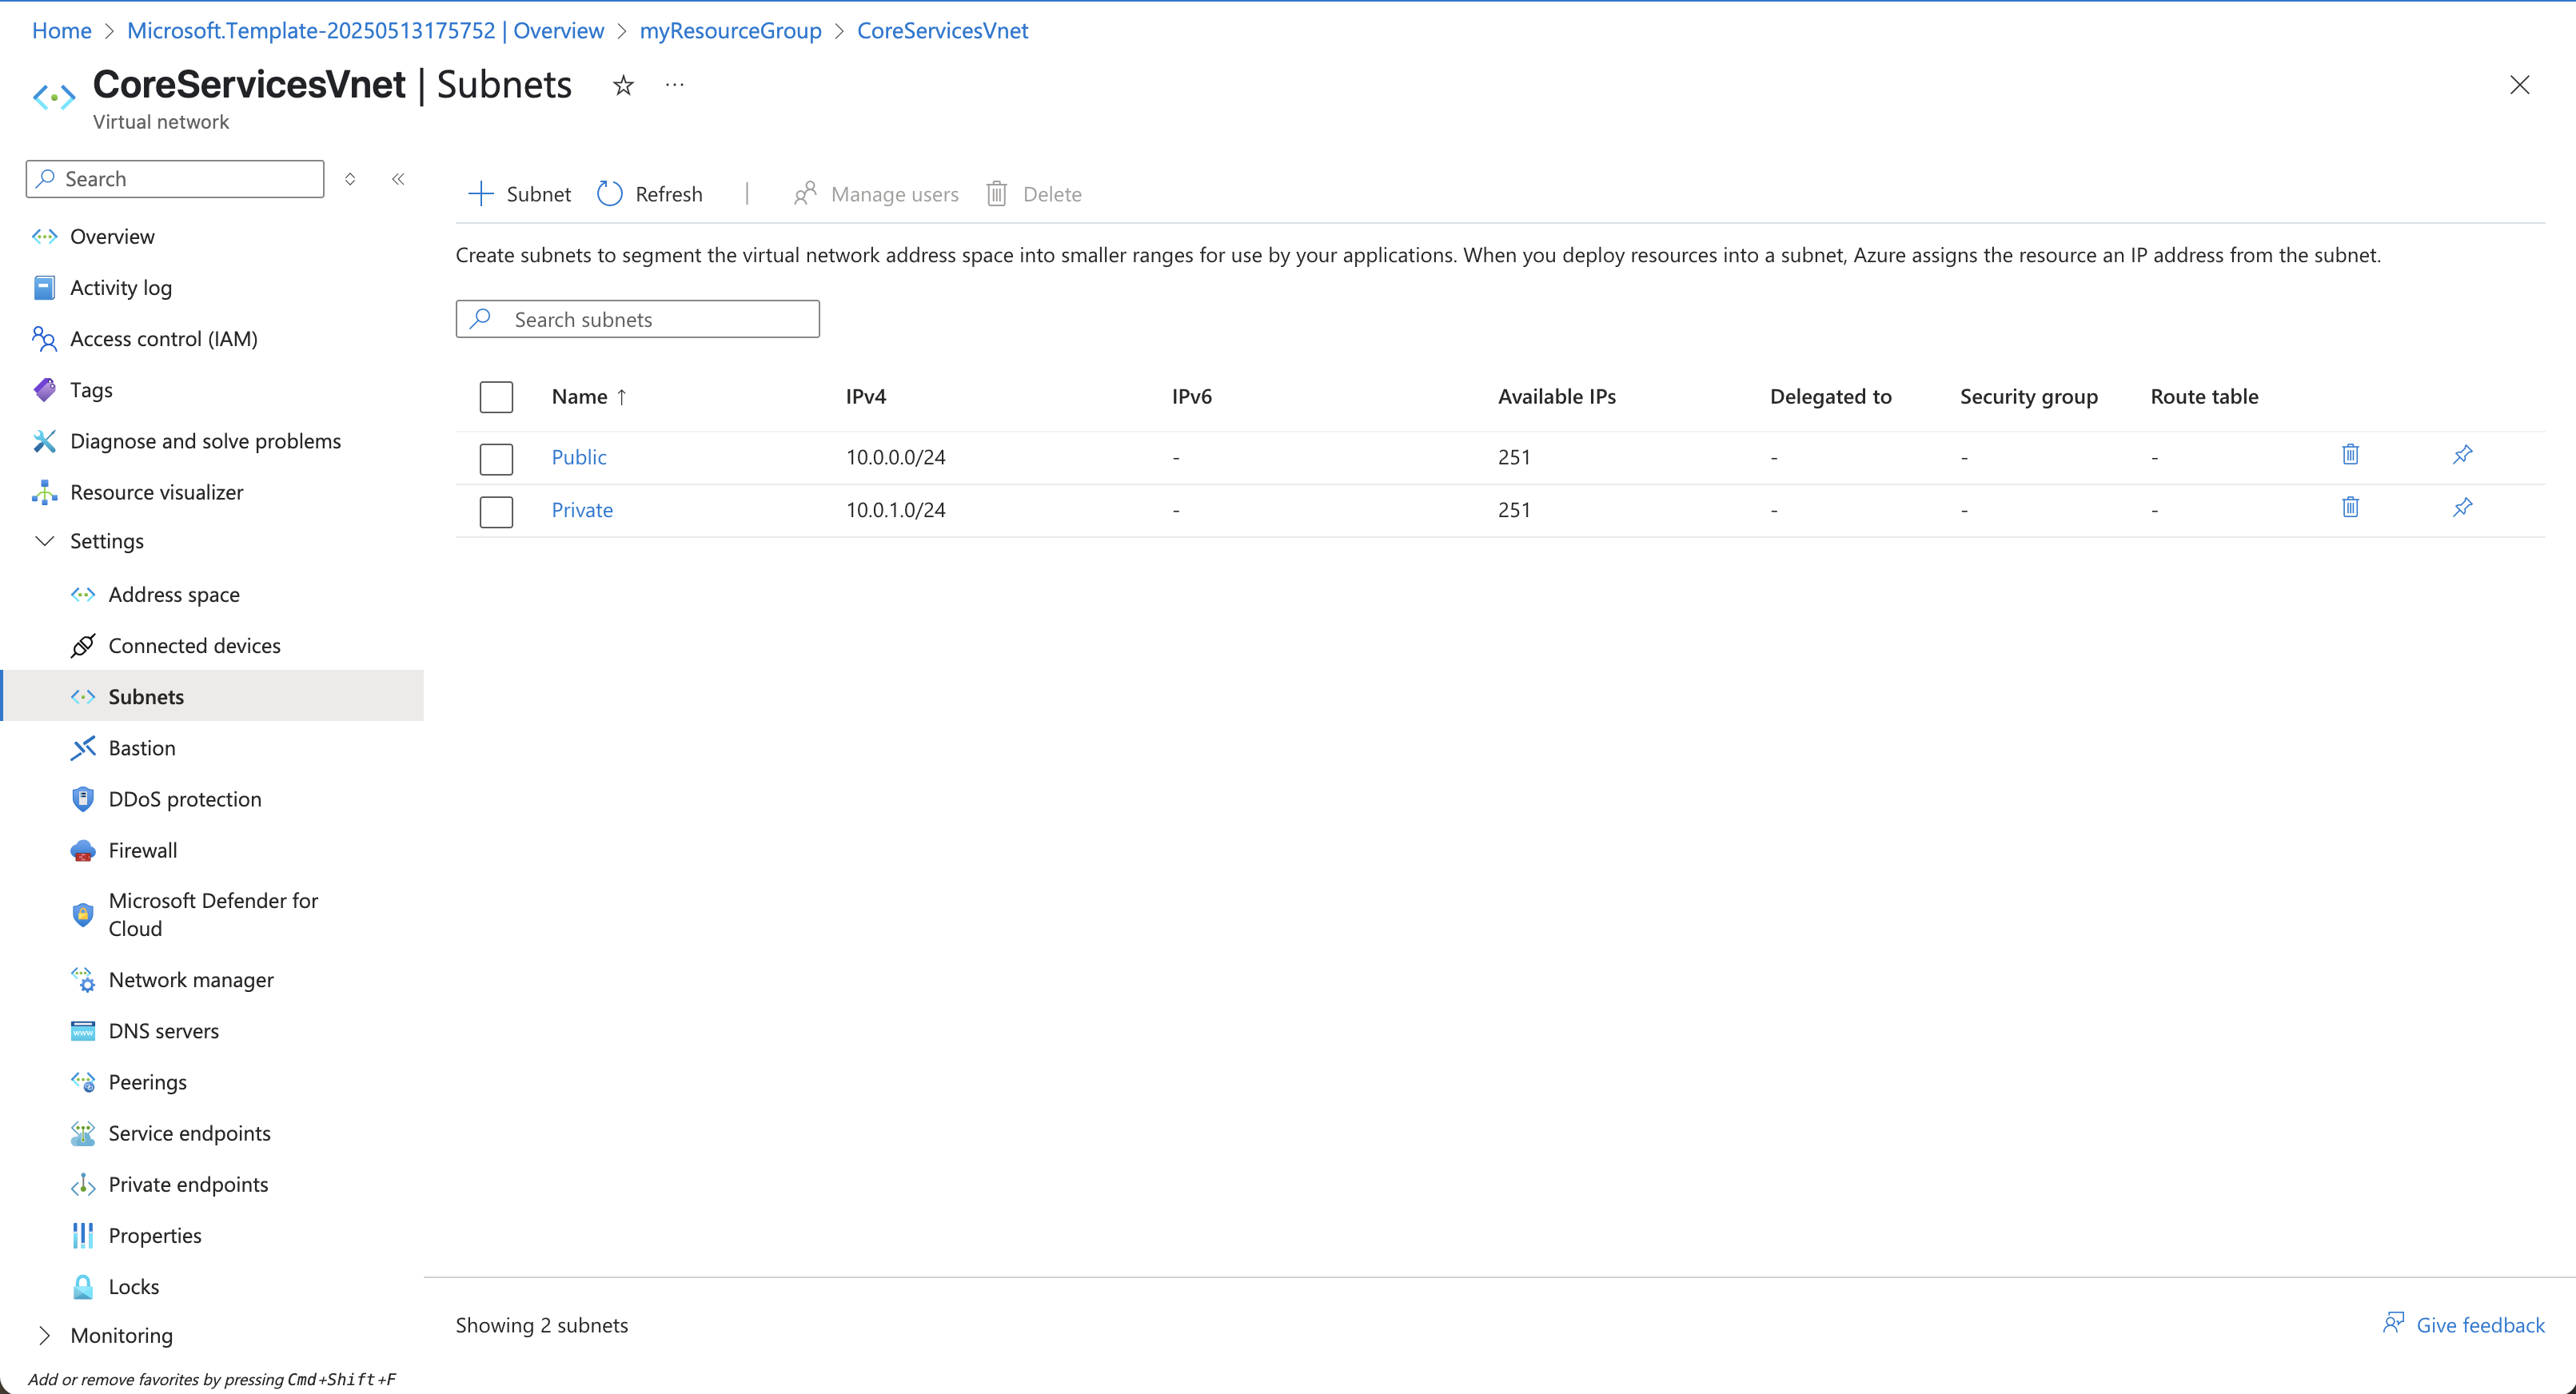 Home > Microsoft.Template-20250513175752 | Overview > myResourceGroup > CoreServicesVnet
CoreServicesVnet | Subnets ...
Virtual network
Search
Overview
Activity log
Access control (IAM)
Tags
Diagnose and solve problems
Resource visualizer
Settings
Address space
Connected devices
Subnets
Bastion
DDoS protection
Firewall
Microsoft Defender for
Cloud
Network manager
DNS servers
Peerings
Service endpoints
Private endpoints
Properties
Locks
Monitoring
Add or remove favorites by pressing Cmd+Shift+F
Subnet Refresh | Manage users Delete
Create subnets to segment the virtual network address space into smaller ranges for use by your applications. When you deploy resources into a subnet, Azure assigns the resource an IP address from the subnet.
Search subnets
Name ↑ IPv4 IPv6 Available IPs Delegated to Security group Route table
Public 10.0.0.0/24 - 251 - - -
Private 10.0.1.0/24 - 251 - - -
Showing 2 subnets
Give feedback